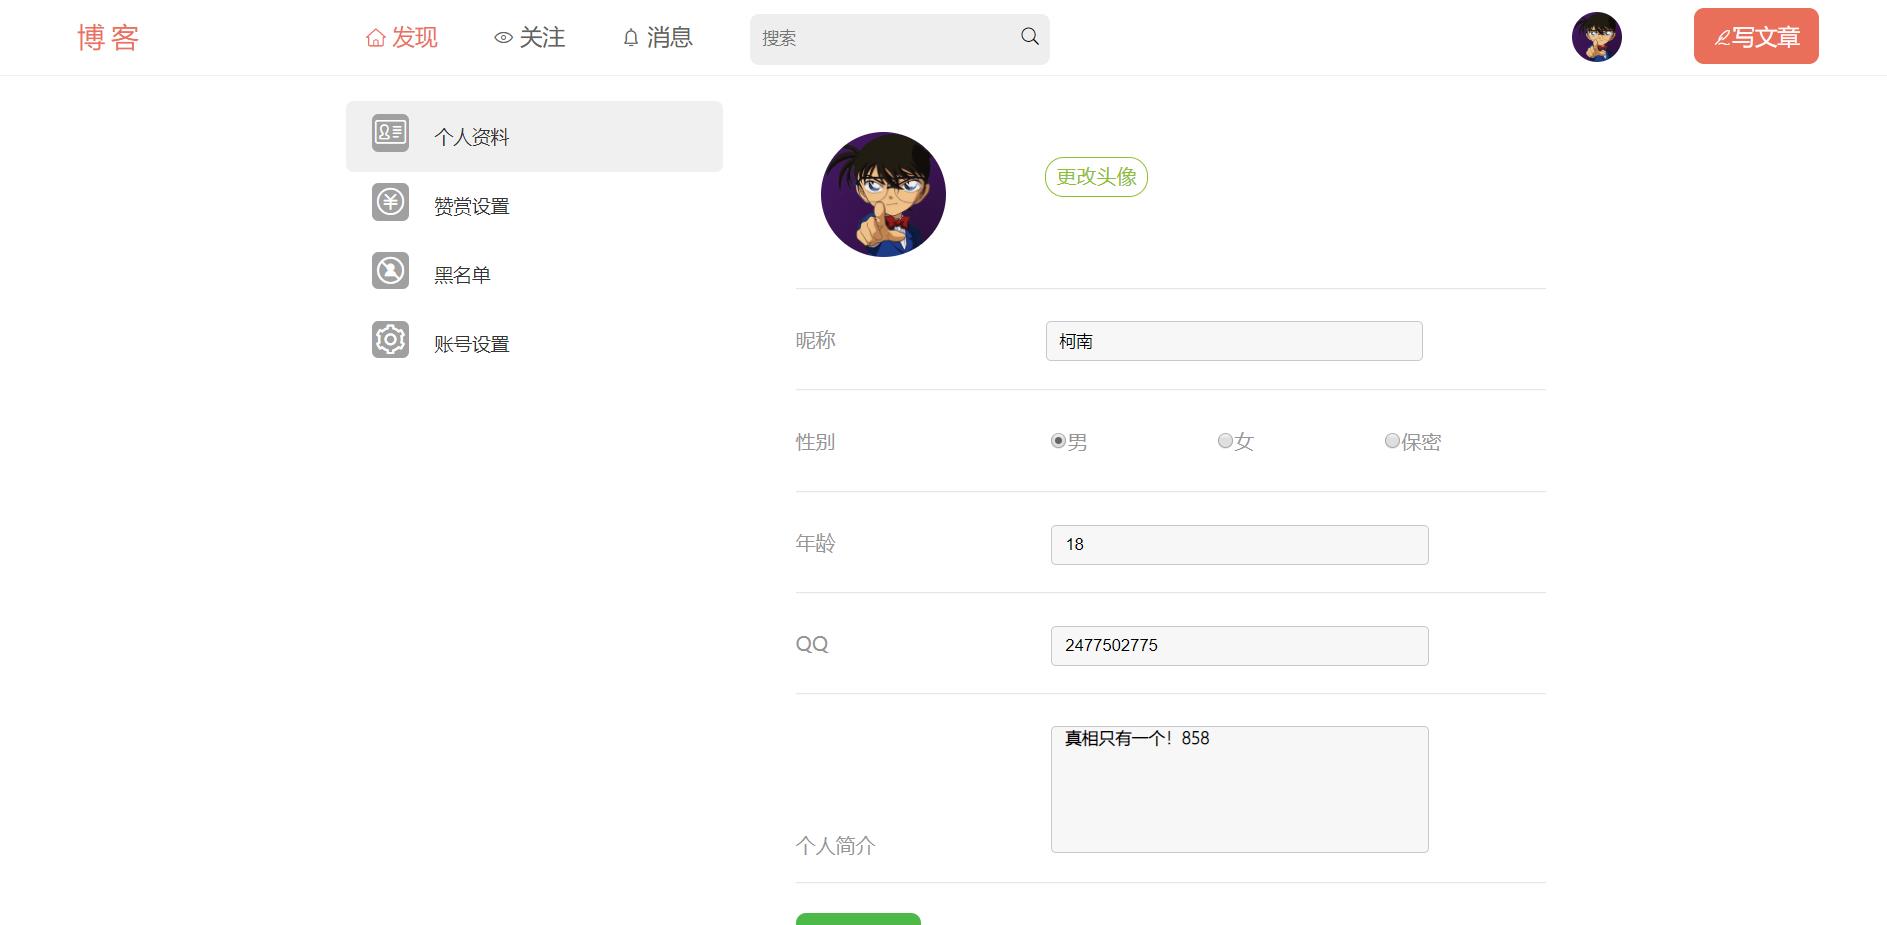 博客
发现
关注
消息
搜索
写文章
个人资料
赞赏设置
黑名单
账号设置
更改头像
昵称
柯南
性别
男 女 保密
年龄
18
QQ
2477502775
真相只有一个！858
个人简介